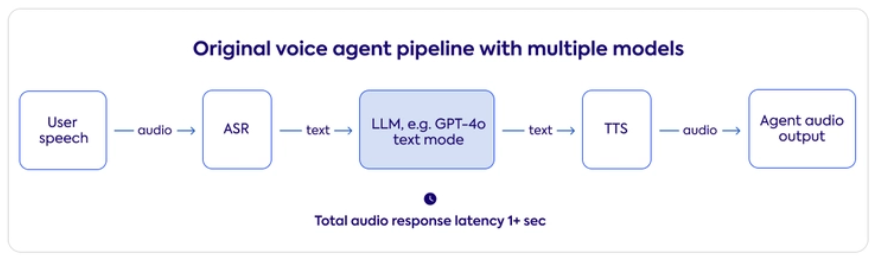 Original voice agent pipeline with multiple models
User
speech
audio
ASR
text
LLM, e.g. GPT-4o
text mode
text
TTS
audio
Agent audio
output
Total audio response latency 1+ sec